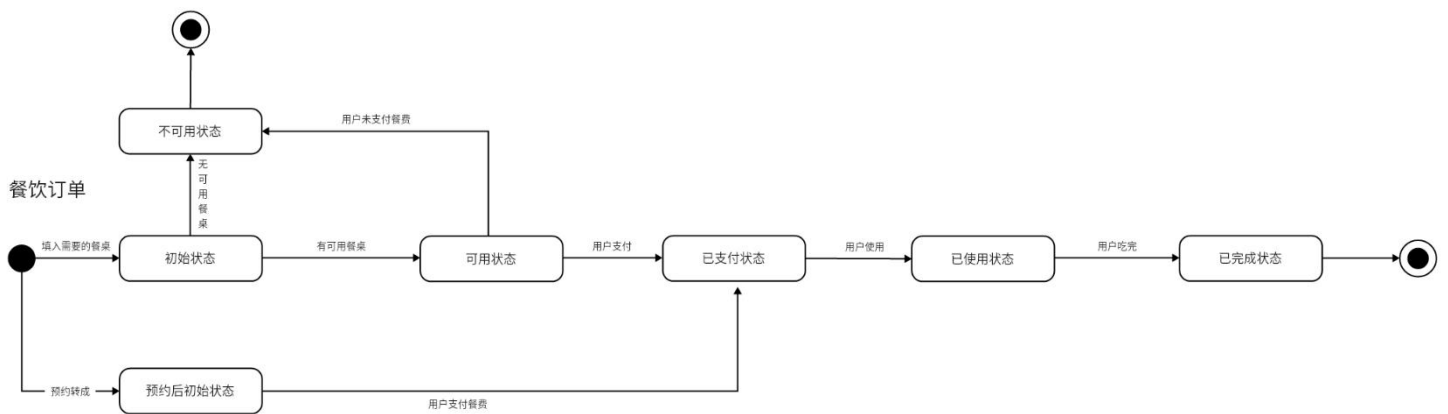 不可用状态
用户未支付餐费
无可用餐桌
餐饮订单
填入需要的餐桌
初始状态
有可用餐桌
可用状态
用户支付
已支付状态
用户使用
已使用状态
用户吃完
已完成状态
预约转成
预约后初始状态
用户支付餐费